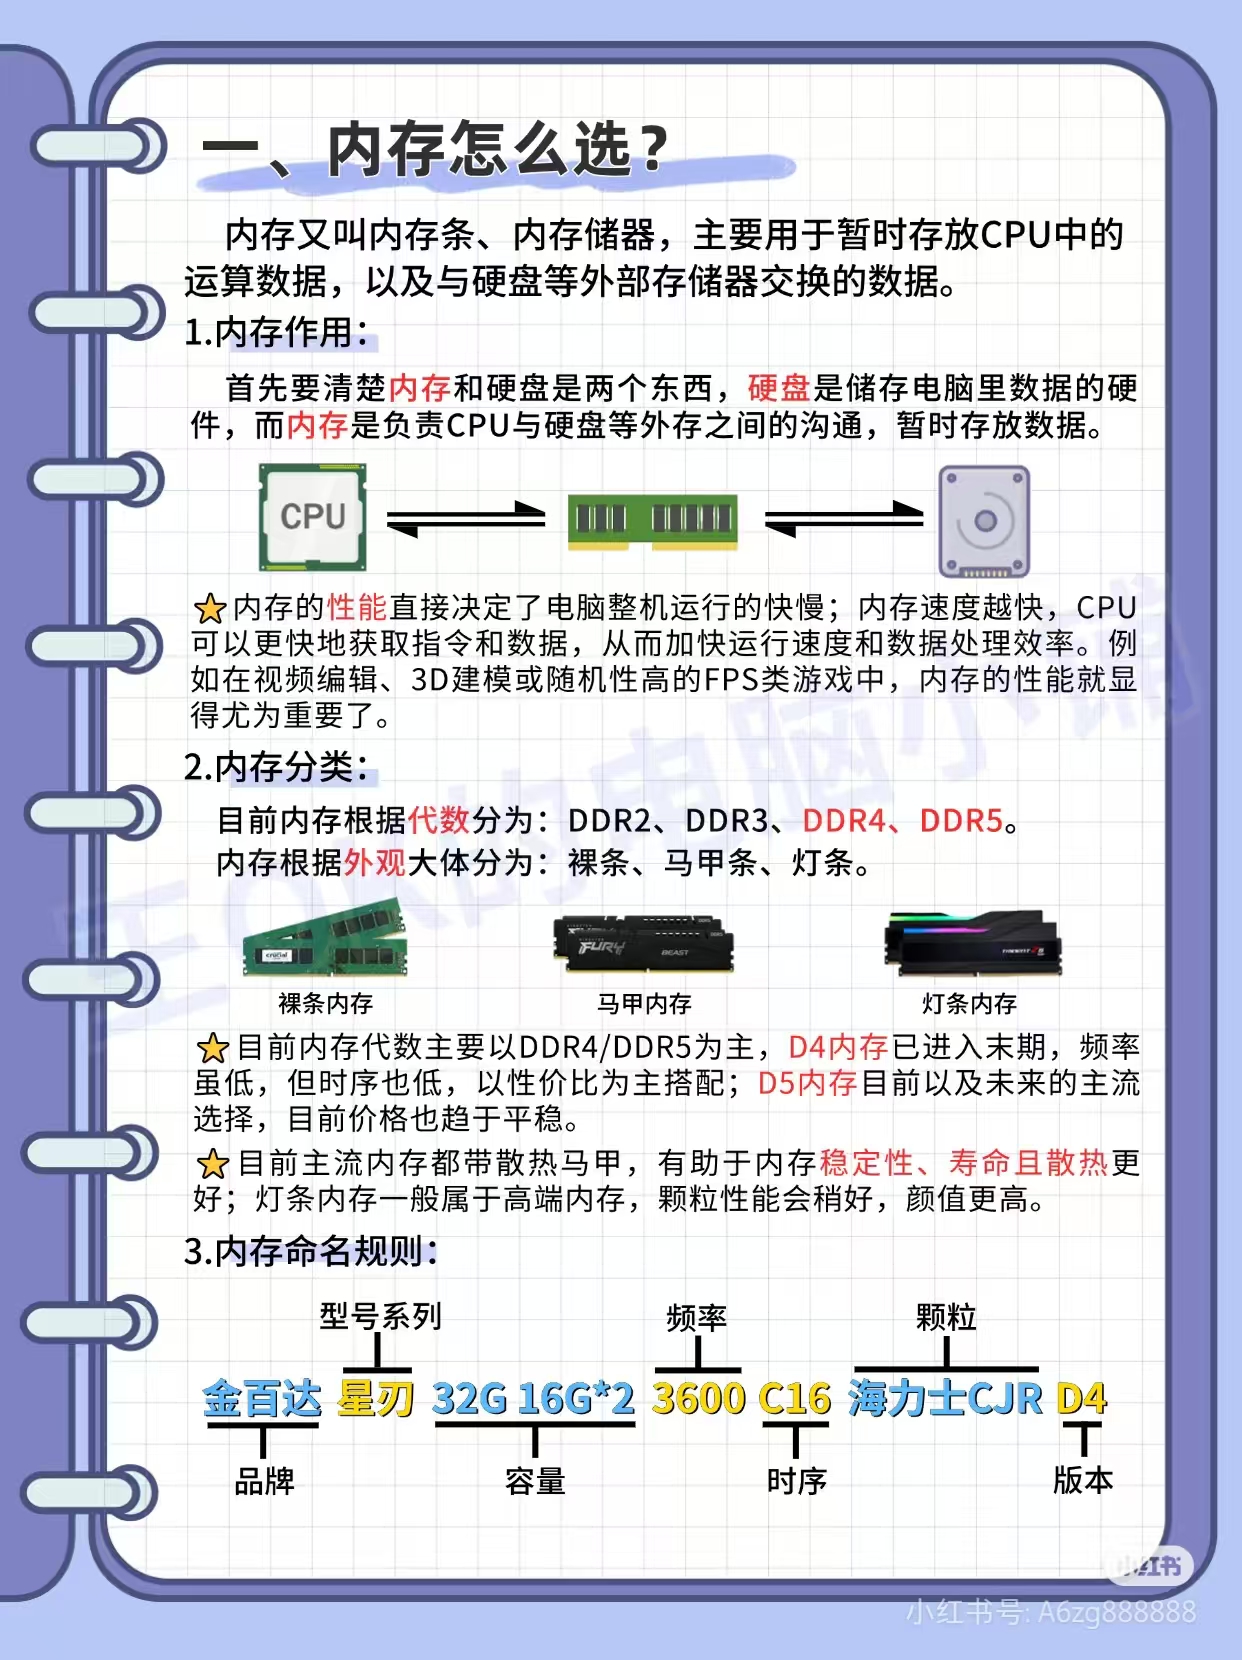 一、内存怎么选？
内存又叫内存条、内存储器，主要用于暂时存放CPU中的
运算数据，以及与硬盘等外部存储器交换的数据。
1.内存作用：
首先要清楚内存和硬盘是两个东西，硬盘是储存电脑里数据的硬
件，而内存是负责CPU与硬盘等外存之间的沟通，暂时存放数据。
CPU
内存的性能直接决定了电脑整机运行的快慢；内存速度越快，CPU
可以更快地获取指令和数据，从而加快运行速度和数据处理效率。例
如在视频编辑、3D建模或随机性高的FPS类游戏中，内存的性能就显
得尤为重要了。
2.内存分类：
目前内存根据代数分为：DDR2、DDR3、DDR4、DDR5。
内存根据外观大体分为：裸条、马甲条、灯条。
crucial
FURY BEAST
裸条内存 马甲内存 灯条内存
目前内存代数主要以DDR4/DDR5为主，D4内存已进入末期，频率
虽低，但时序也低，以性价比为主搭配；D5内存目前以及未来的主流
选择，目前价格也趋于平稳。
目前主流内存都带散热马甲，有助于内存稳定性、寿命且散热更
好；灯条内存一般属于高端内存，颗粒性能会稍好，颜值更高。
3.内存命名规则：
型号系列 频率 颗粒
金百达 星刃 32G 16G*2 3600 C16 海力士CJR D4
品牌 容量 时序 版本
小红书
小红书号: A6zg888888